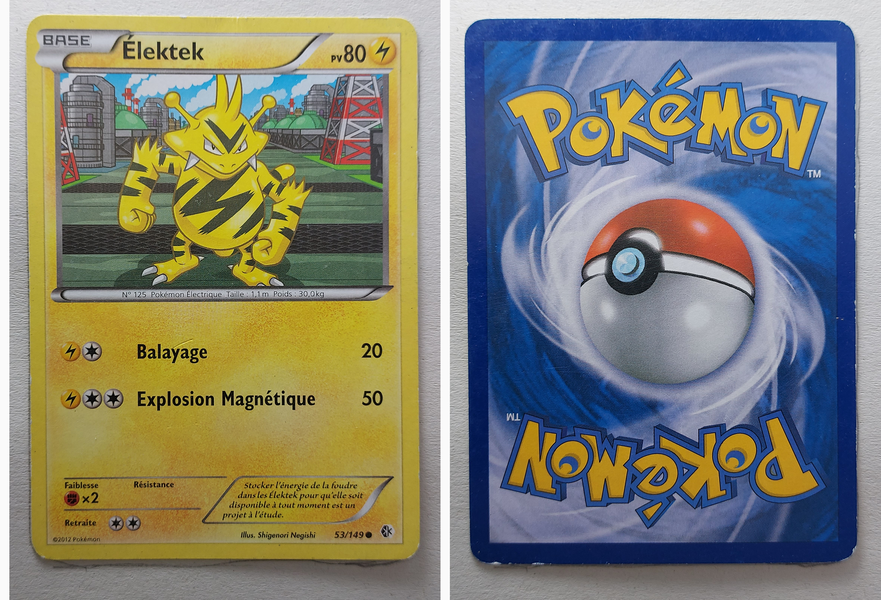 BASE
Élektek
PV80
N° 125 Pokémon Électrique Taille : 1,1 m Poids : 30,0 kg
Balayage 20
Explosion Magnétique 50
Faiblesse Résistance
×2
Retraite
Stocker l'énergie de la foudre
dans les Élektek pour qu'elle soit
disponible à tout moment est un
projet à l'étude.
©2012 Pokémon
Illus. Shigenori Negishi
53/149
POKéMON
TM
TM
POKéMON